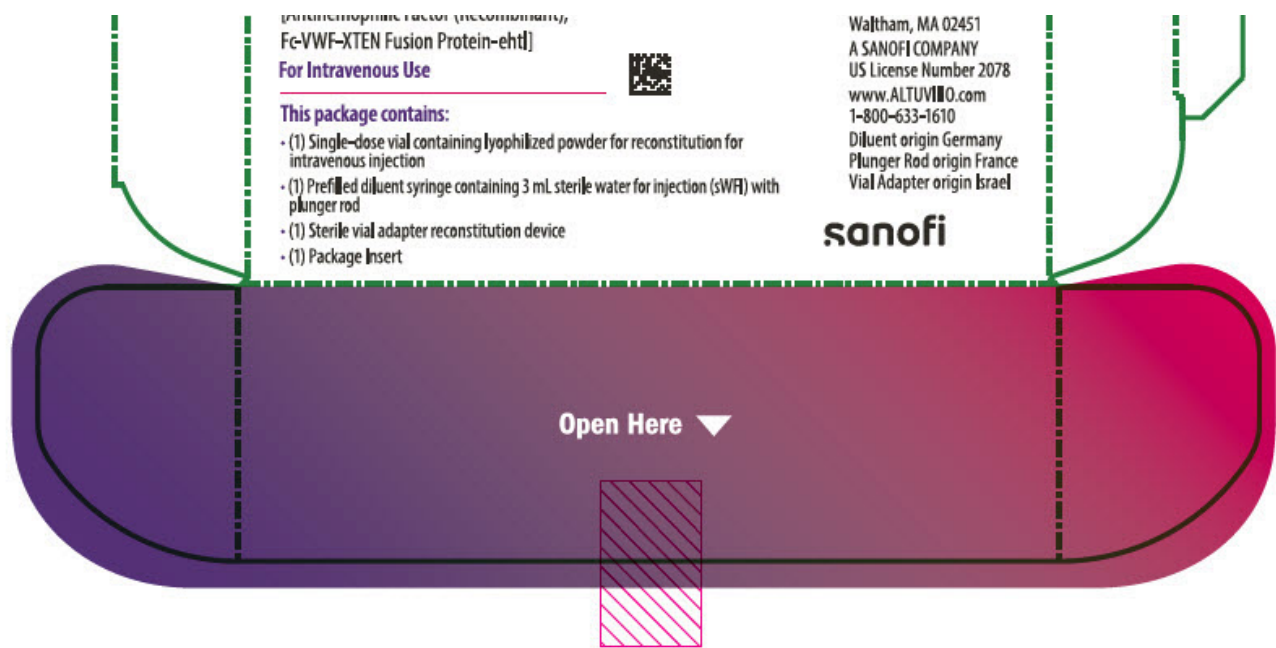 [Antihemophilic Factor (Recombinant),
Fc-VWF-XTEN Fusion Protein-ehtl]
For Intravenous Use
This package contains:
• (1) Single-dose vial containing lyophilized powder for reconstitution for
intravenous injection
• (1) Prefilled diluent syringe containing 3 mL sterile water for injection (sWFI) with
plunger rod
• (1) Sterile vial adapter reconstitution device
• (1) Package Insert
Waltham, MA 02451
A SANOFI COMPANY
US License Number 2078
www.ALTUVIIIO.com
1-800-633-1610
Diluent origin Germany
Plunger Rod origin France
Vial Adapter origin Israel
sanofi
Open Here